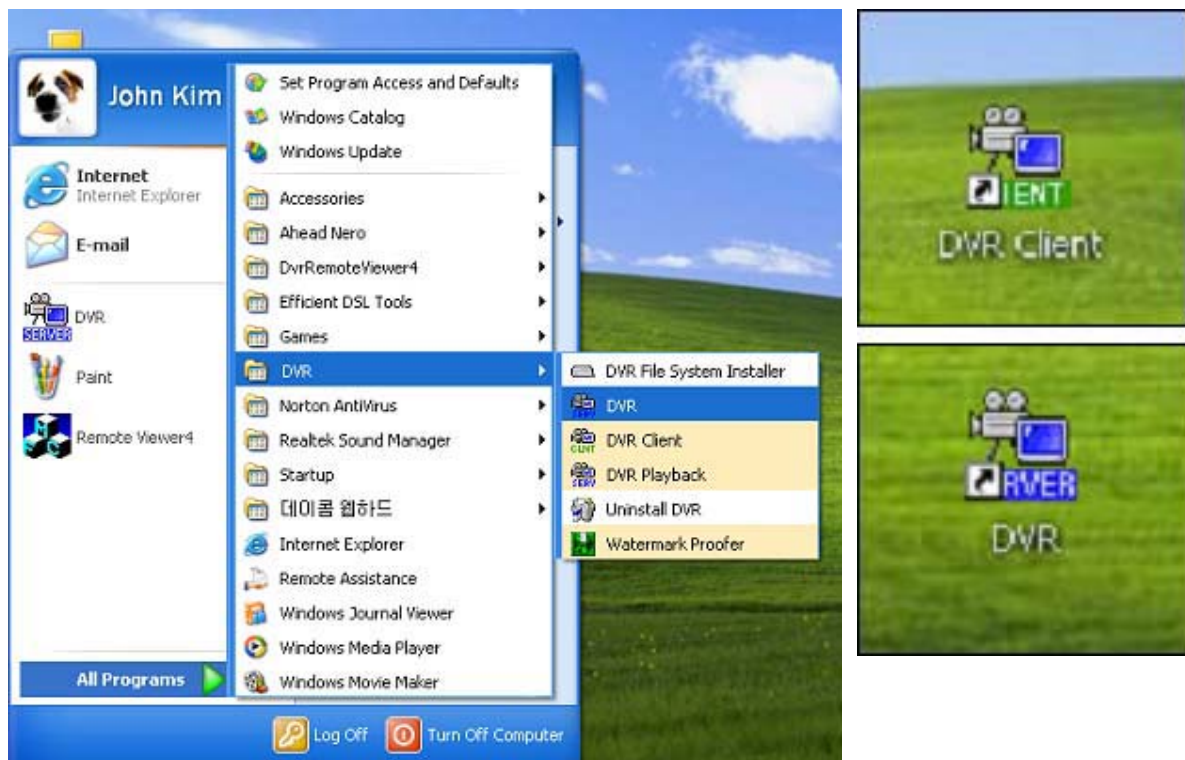 John Kim
Internet
Internet Explorer
E-mail
SERVER
DVR
Paint
Remote Viewer4
All Programs
Set Program Access and Defaults
Windows Catalog
Windows Update
Accessories
Ahead Nero
DvrRemoteViewer4
Efficient DSL Tools
Games
DVR
Norton AntiVirus
Realtek Sound Manager
Startup
데이콤 웹하드
Internet Explorer
Remote Assistance
Windows Journal Viewer
Windows Media Player
Windows Movie Maker
DVR File System Installer
SERV
DVR
CLNT
DVR Client
SERV
DVR Playback
Uninstall DVR
Watermark Proofer
Log Off
Turn Off Computer
IENT
DVR Client
RVER
DVR